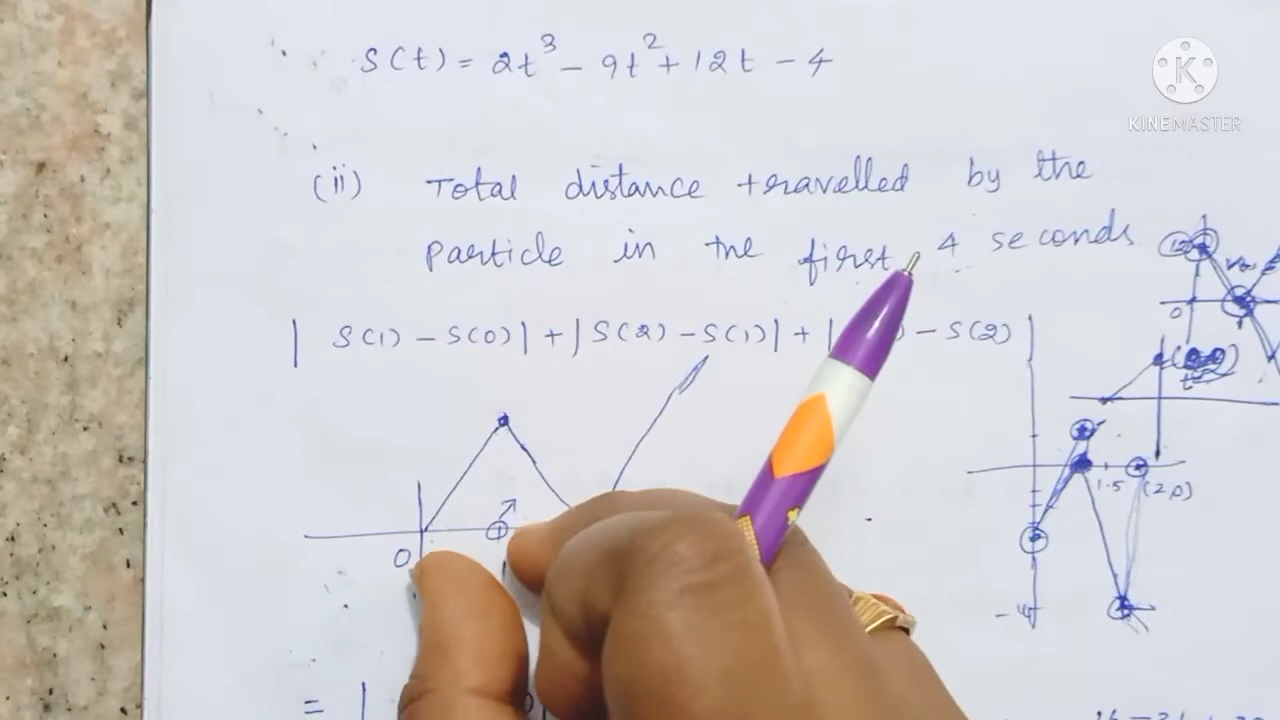 S(t) = 2t³ - 9t² + 12t - 4
K
KINEMASTER
(ii) Total distance travelled by the
particle in the first 4 seconds
| S(1) - S(0) | + | S(2) - S(1) | + | ) - S(2) |
0
1
0
1.5
-4
=